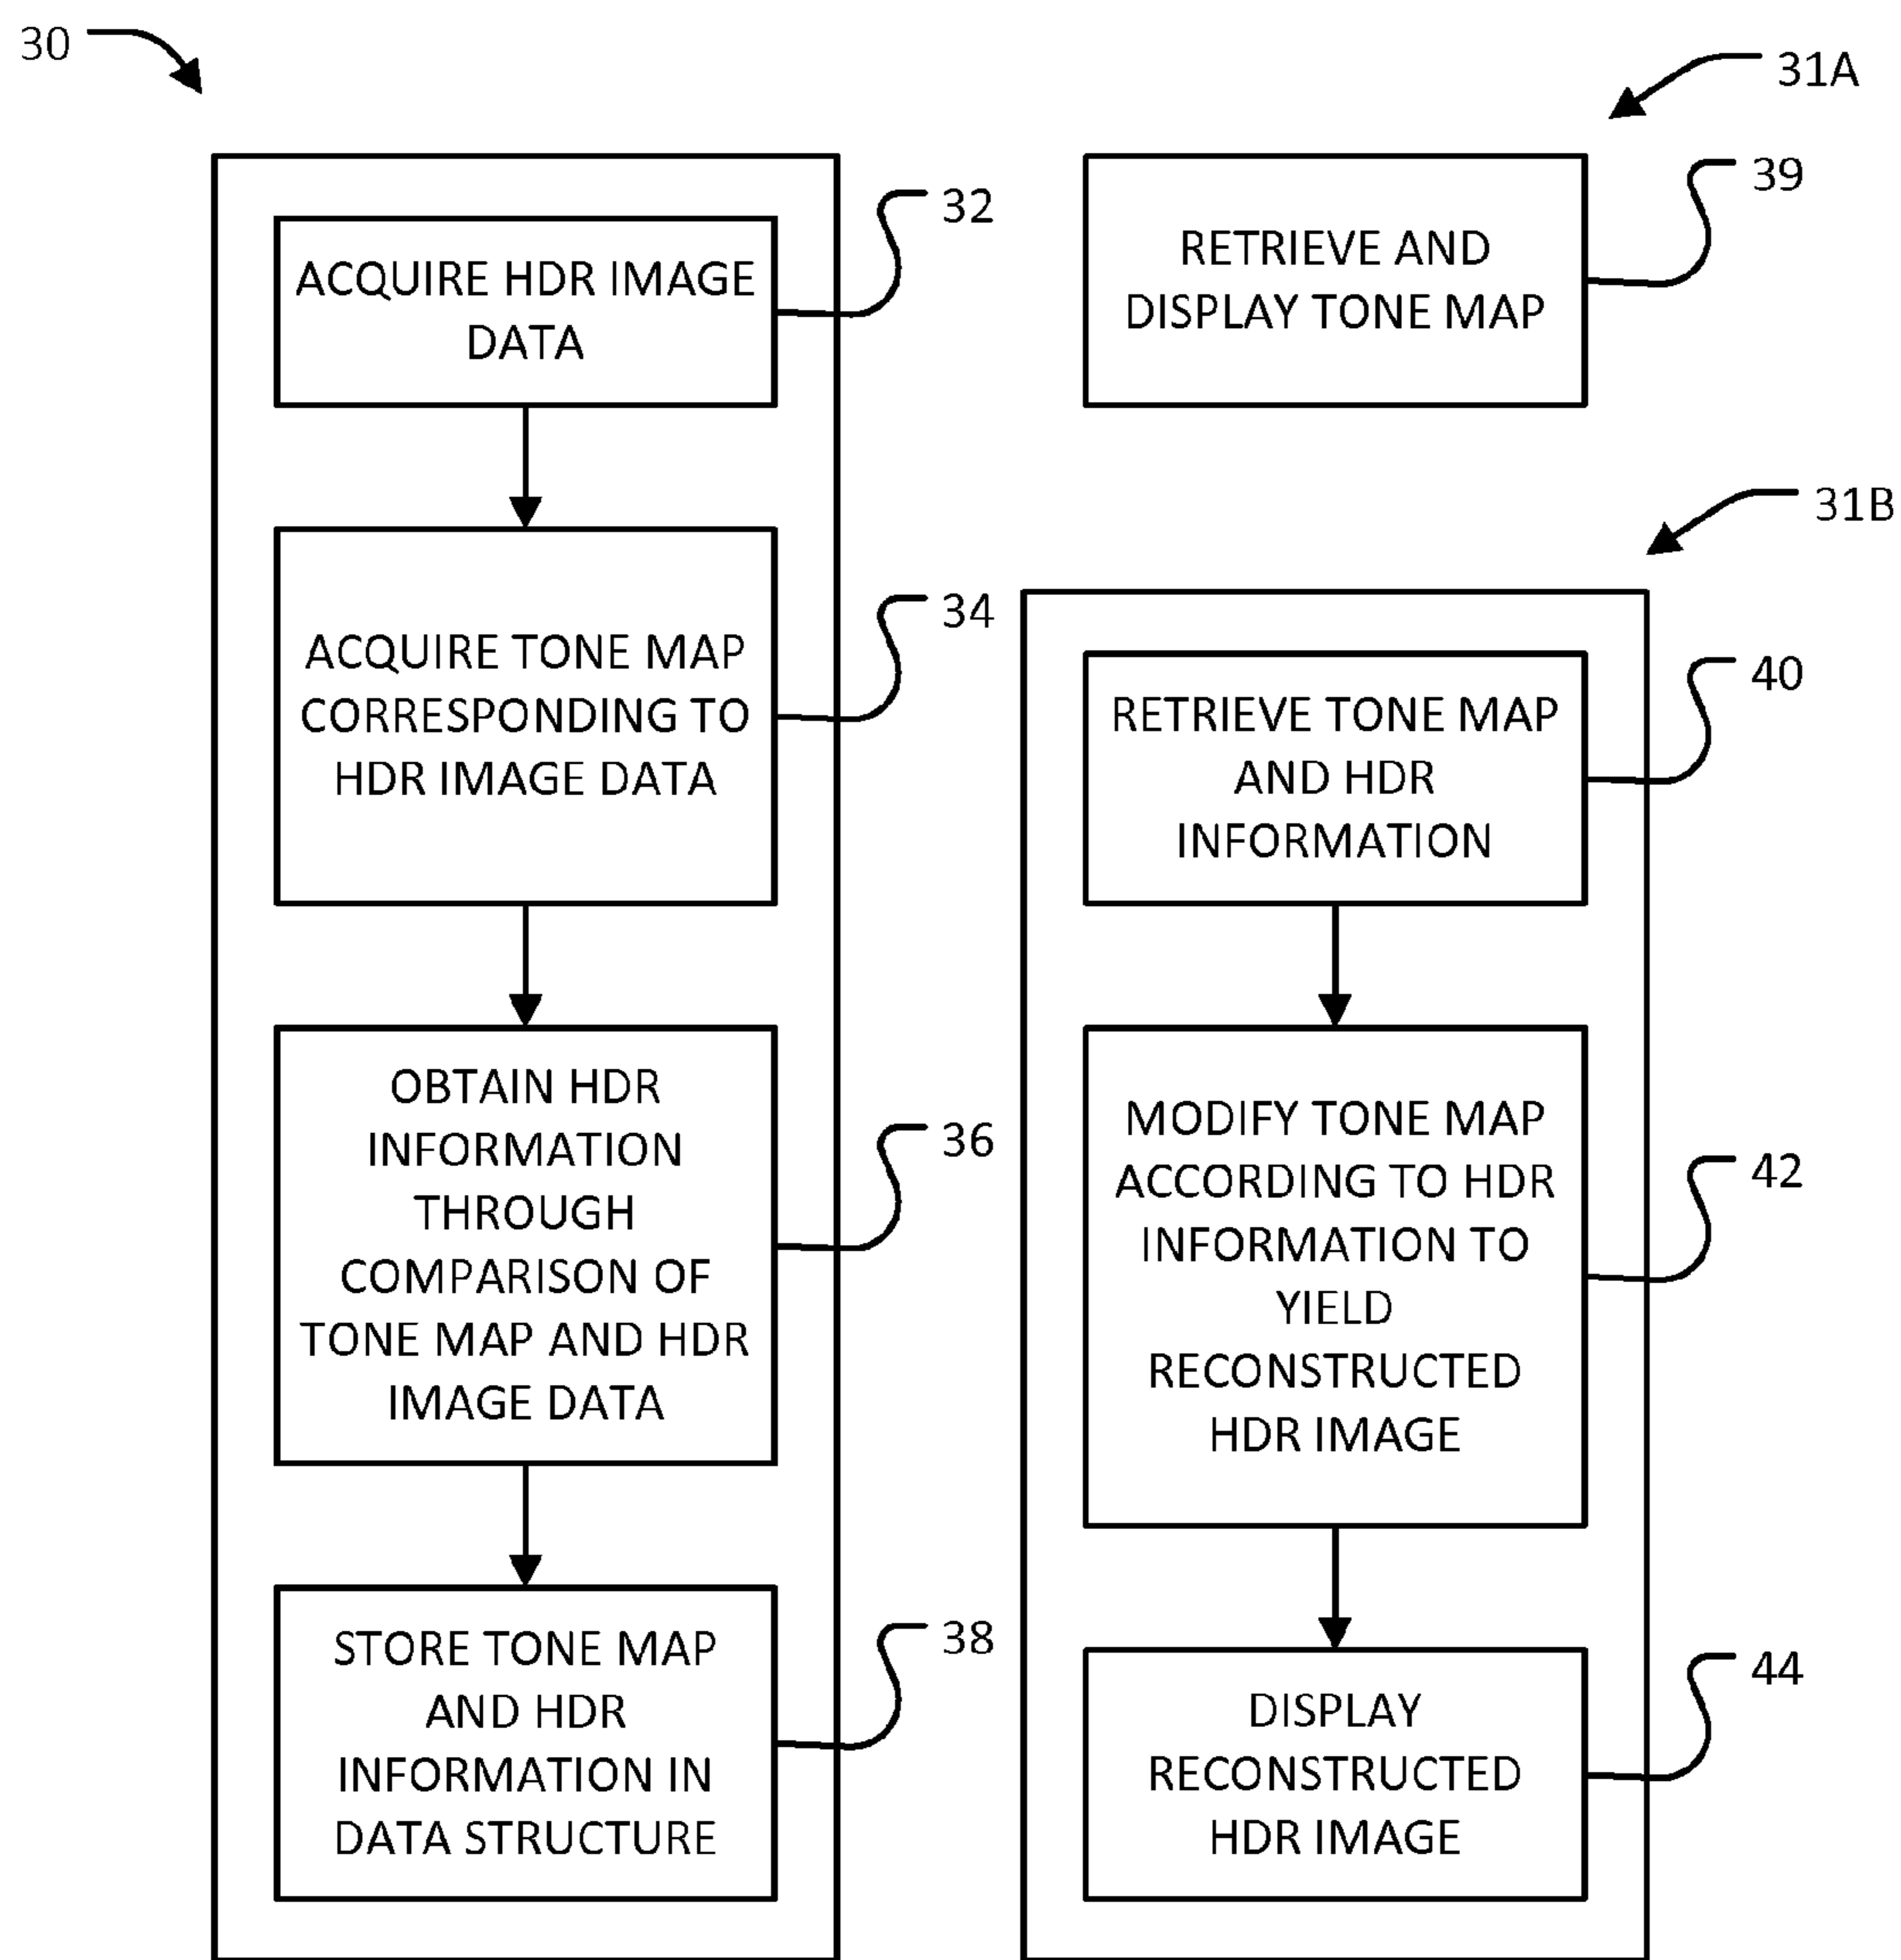 30
ACQUIRE HDR IMAGE
DATA
32
ACQUIRE TONE MAP
CORRESPONDING TO
HDR IMAGE DATA
34
OBTAIN HDR
INFORMATION
THROUGH
COMPARISON OF
TONE MAP AND HDR
IMAGE DATA
36
STORE TONE MAP
AND HDR
INFORMATION IN
DATA STRUCTURE
38
31A
RETRIEVE AND
DISPLAY TONE MAP
39
31B
RETRIEVE TONE MAP
AND HDR
INFORMATION
40
MODIFY TONE MAP
ACCORDING TO HDR
INFORMATION TO
YIELD
RECONSTRUCTED
HDR IMAGE
42
DISPLAY
RECONSTRUCTED
HDR IMAGE
44